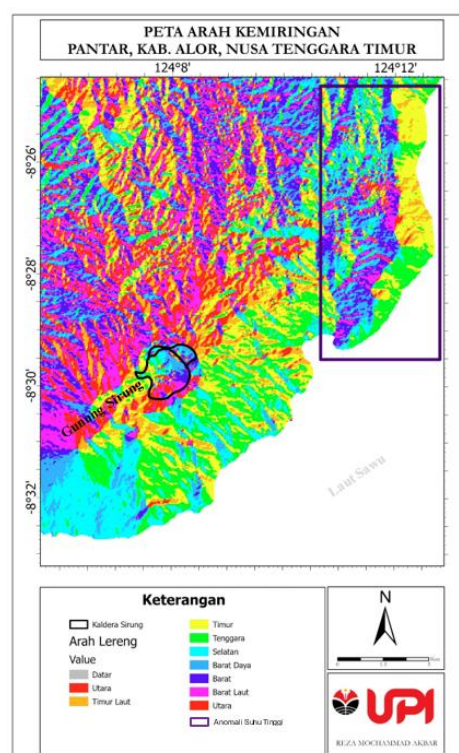 PETA ARAH KEMIRINGAN
PANTAR, KAB. ALOR, NUSA TENGGARA TIMUR
124°8' 124°12'
-8°26'
-8°28'
-8°30'
-8°32'
Gunung Sirung
Laut Sawu
Keterangan
Kaldera Sirung
Arah Lereng
Value
Datar
Utara
Timur Laut
Timur
Tenggara
Selatan
Barat Daya
Barat
Barat Laut
Utara
Anomali Suhu Tinggi
N
UPI
REZA MOCHAMMAD AKBAR